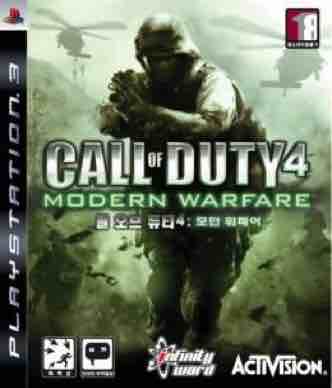 PLAYSTATION 3
18
CALL OF DUTY 4
MODERN WARFARE
콜 오브 듀티4: 모던 워페어
infinity
ward
ACTIVISION